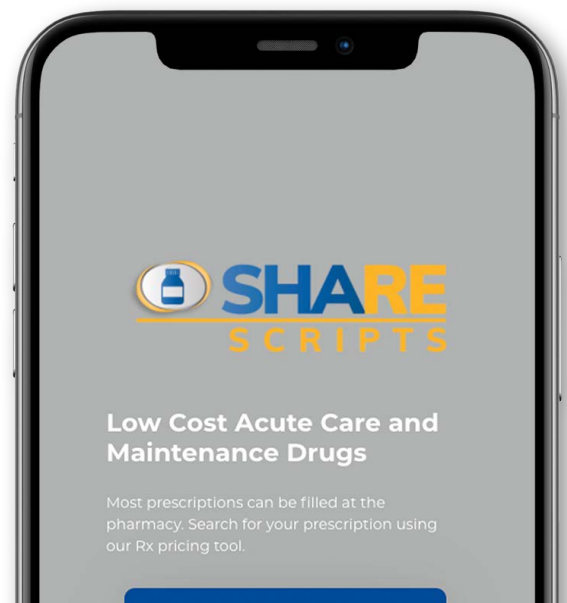 SHARE
SCRIPTS
Low Cost Acute Care and
Maintenance Drugs
Most prescriptions can be filled at the
pharmacy. Search for your prescription using
our Rx pricing tool.